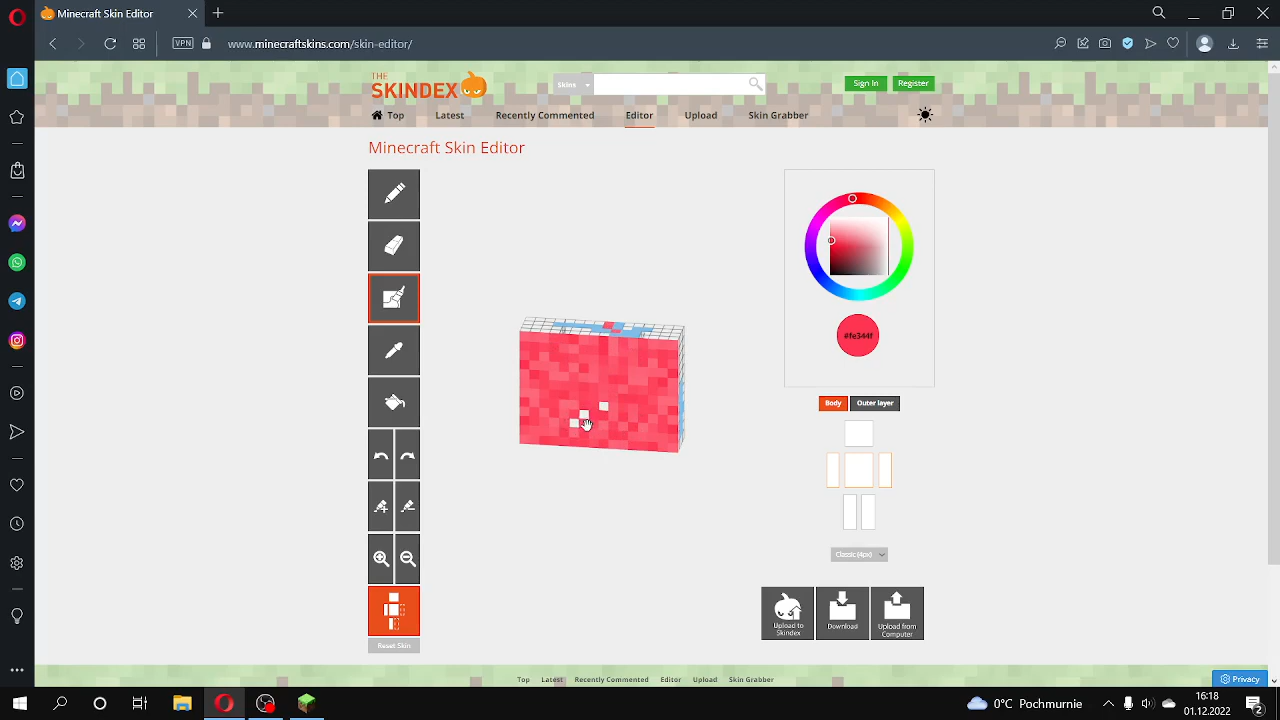 Minecraft Skin Editor
VPN
www.minecraftskins.com/skin-editor/
THE
SKINDEX
Skins
Sign In
Register
Top
Latest
Recently Commented
Editor
Upload
Skin Grabber
Minecraft Skin Editor
#fe344f
Body
Outer layer
Classic (4px)
Upload to
Skindex
Download
Upload from
Computer
Reset Skin
Top
Latest
Recently Commented
Editor
Upload
Skin Grabber
Privacy
0°C Pochmurnie
16:18
01.12.2022
2